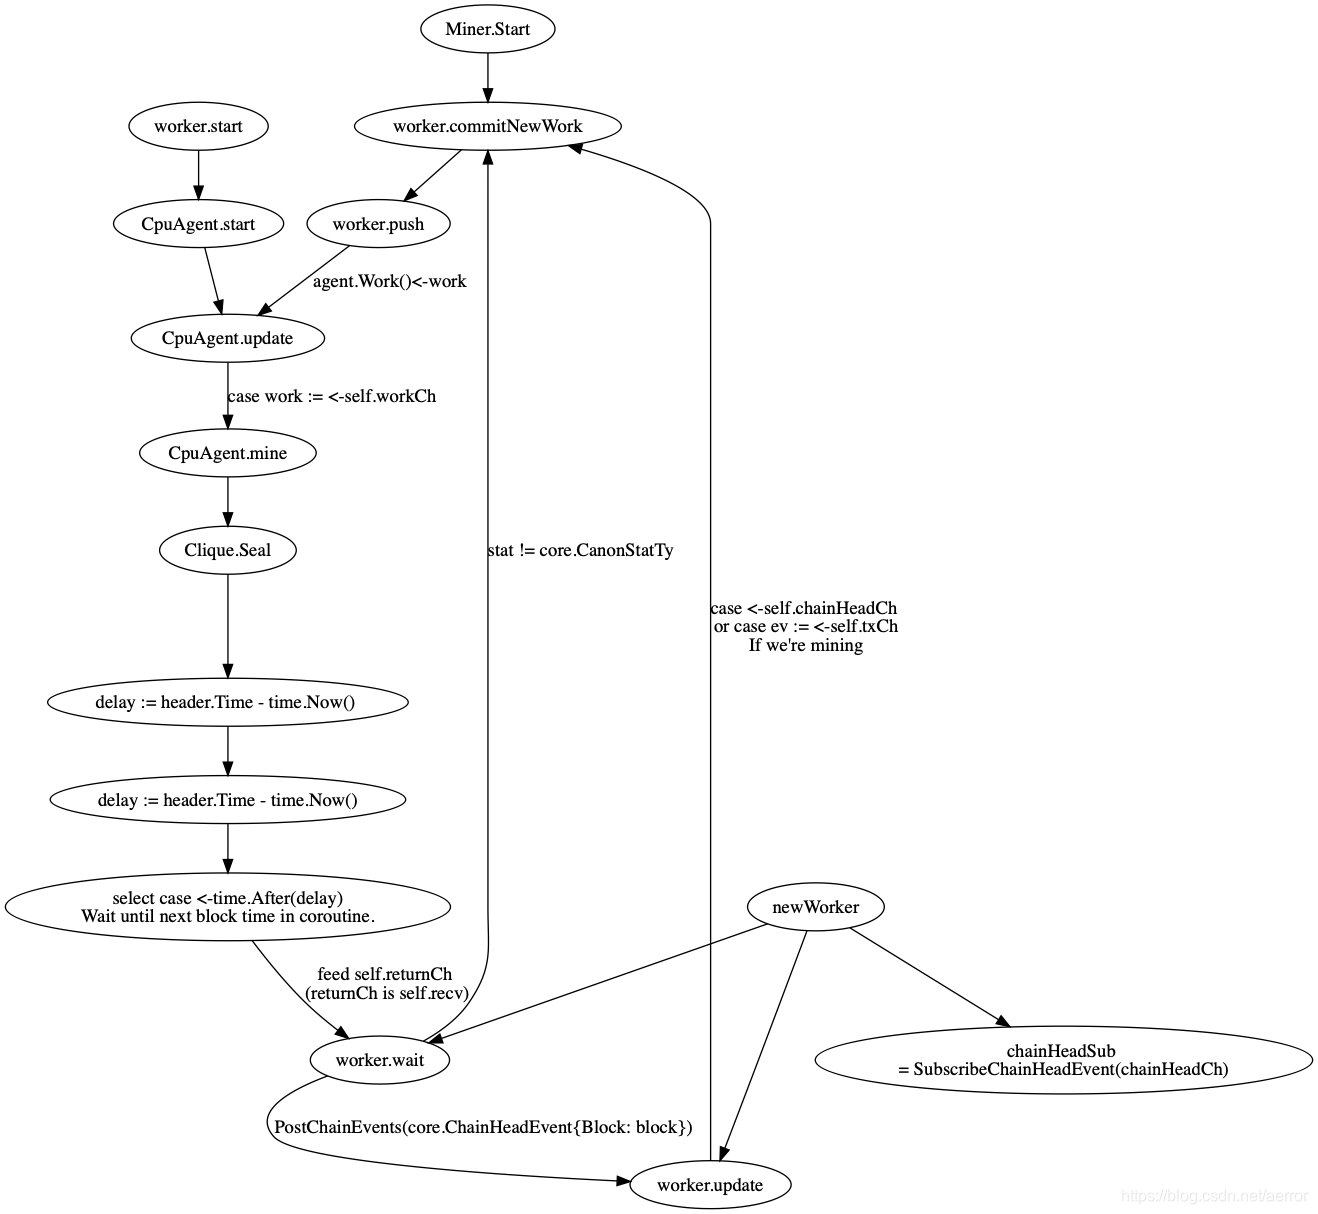 Miner.Start
worker.start
worker.commitNewWork
CpuAgent.start
worker.push
agent.Work()<-work
CpuAgent.update
case work := <-self.workCh
CpuAgent.mine
Clique.Seal
stat != core.CanonStatTy
case <-self.chainHeadCh
or case ev := <-self.txCh
If we're mining
delay := header.Time - time.Now()
delay := header.Time - time.Now()
select case <-time.After(delay)
Wait until next block time in coroutine.
newWorker
feed self.returnCh
(returnCh is self.recv)
worker.wait
chainHeadSub
= SubscribeChainHeadEvent(chainHeadCh)
PostChainEvents(core.ChainHeadEvent{Block: block})
worker.update
https://blog.csdn.net/aerror